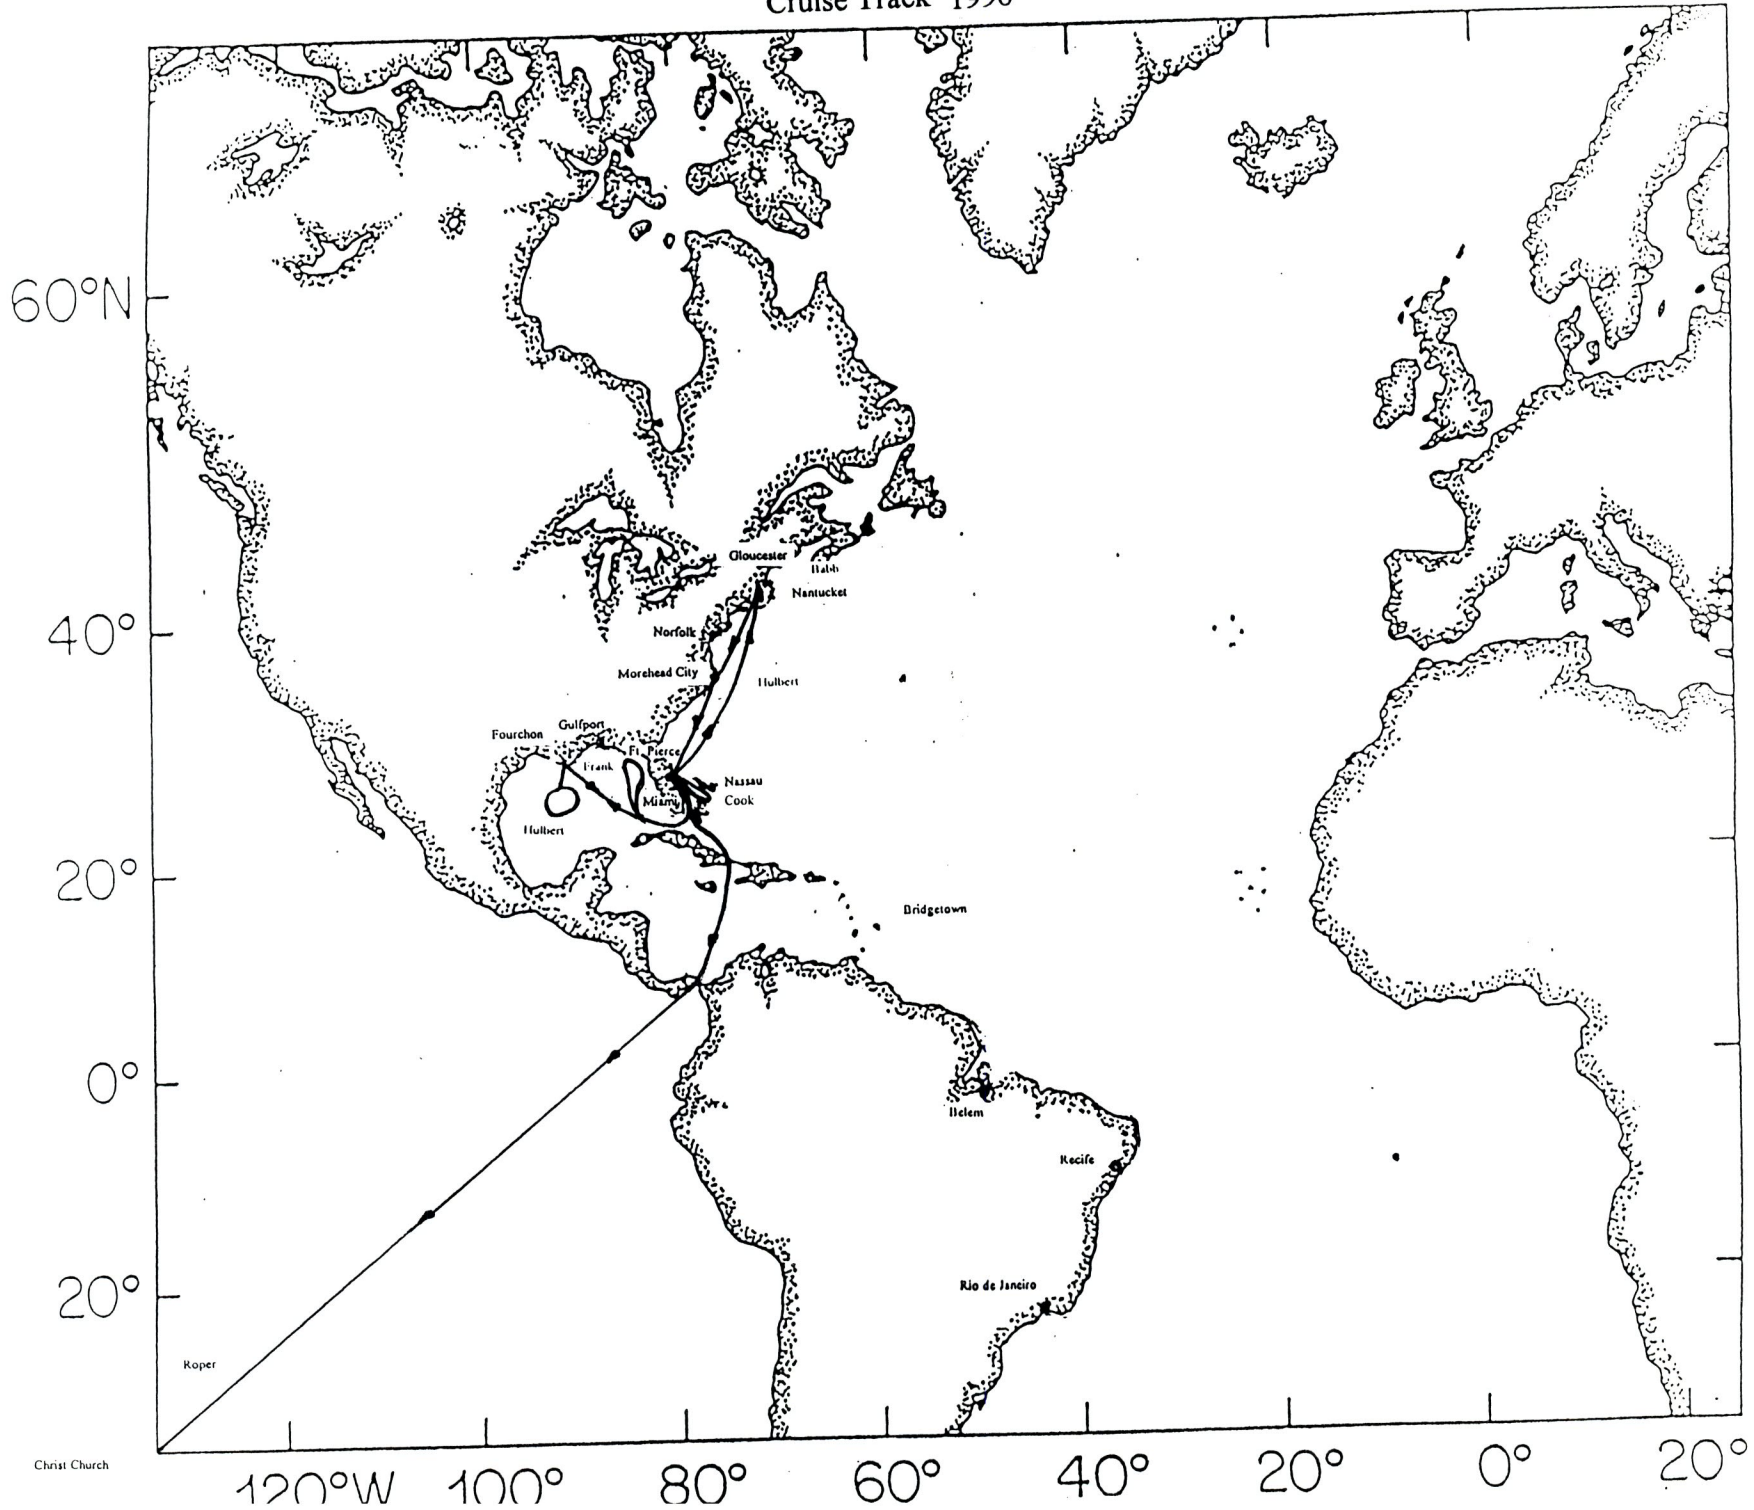 Cruise Track
60°N
Gloucester
Babb
Nantucket
40°
Norfolk
Morehead City
Hulbert
Gulfport
Fourchon
Ft. Pierce
Frank
Nassau
Miami
Cook
Hulbert
20°
Bridgetown
0°
Belem
Recife
20°
Rio de Janeiro
Roper
Christ Church
120°W 100° 80° 60° 40° 20° 0° 20°